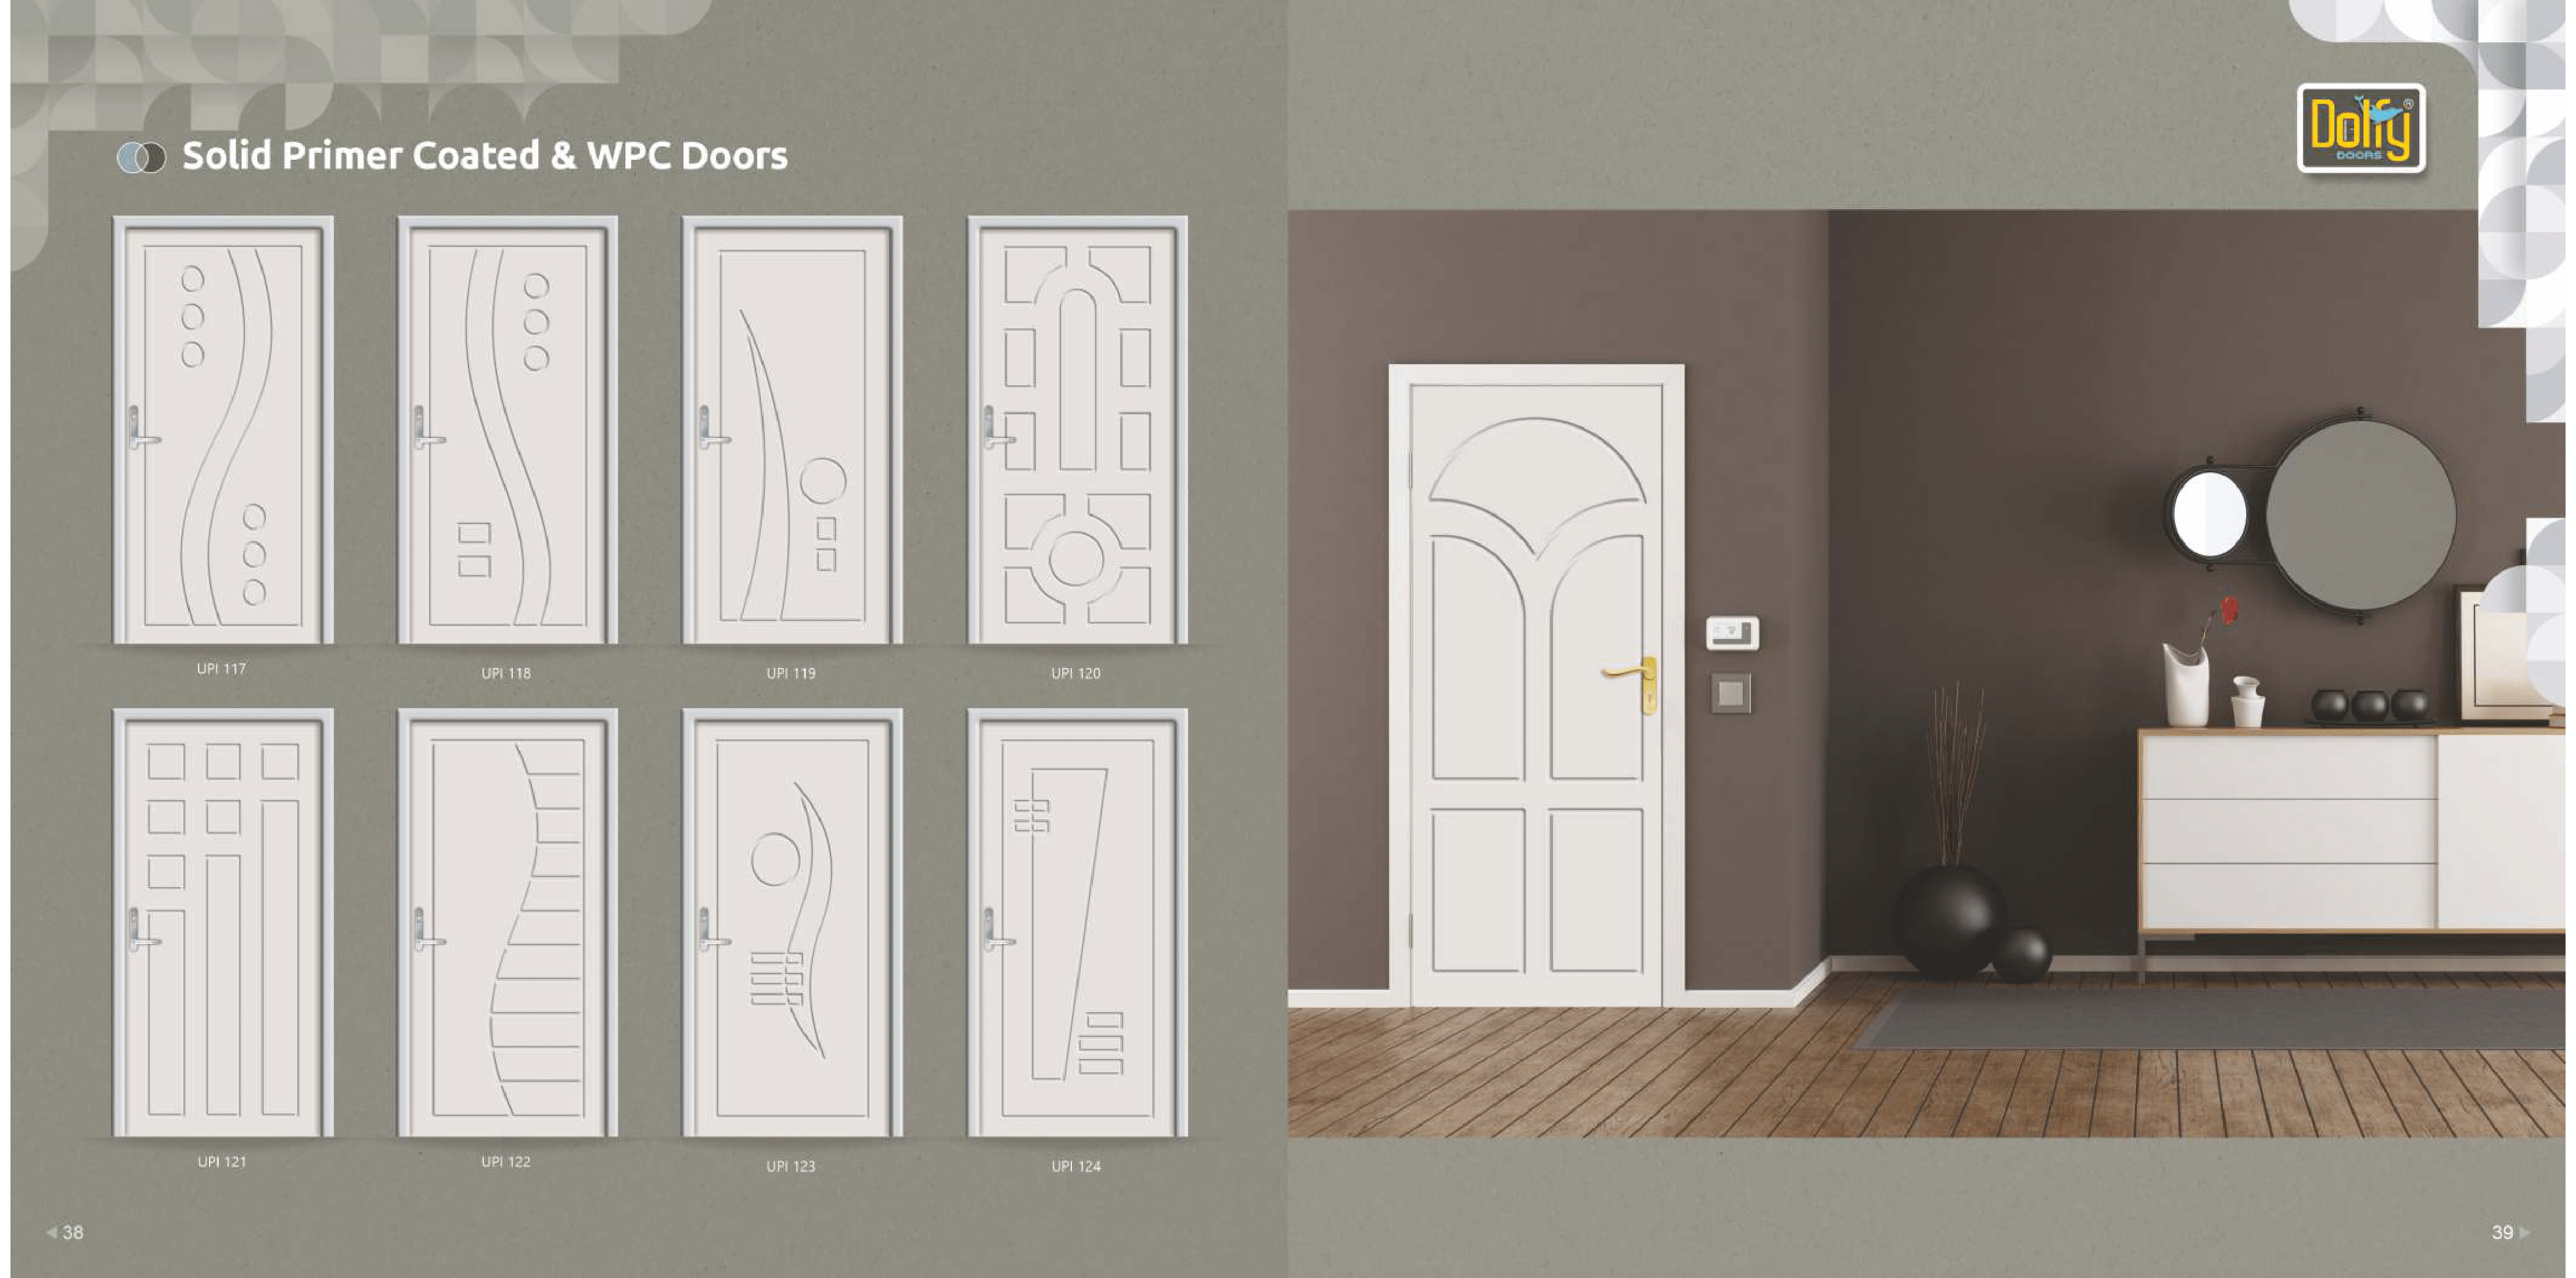 Solid Primer Coated & WPC Doors
Dolfy®
DOORS
UPI 117
UPI 118
UPI 119
UPI 120
UPI 121
UPI 122
UPI 123
UPI 124
38
39